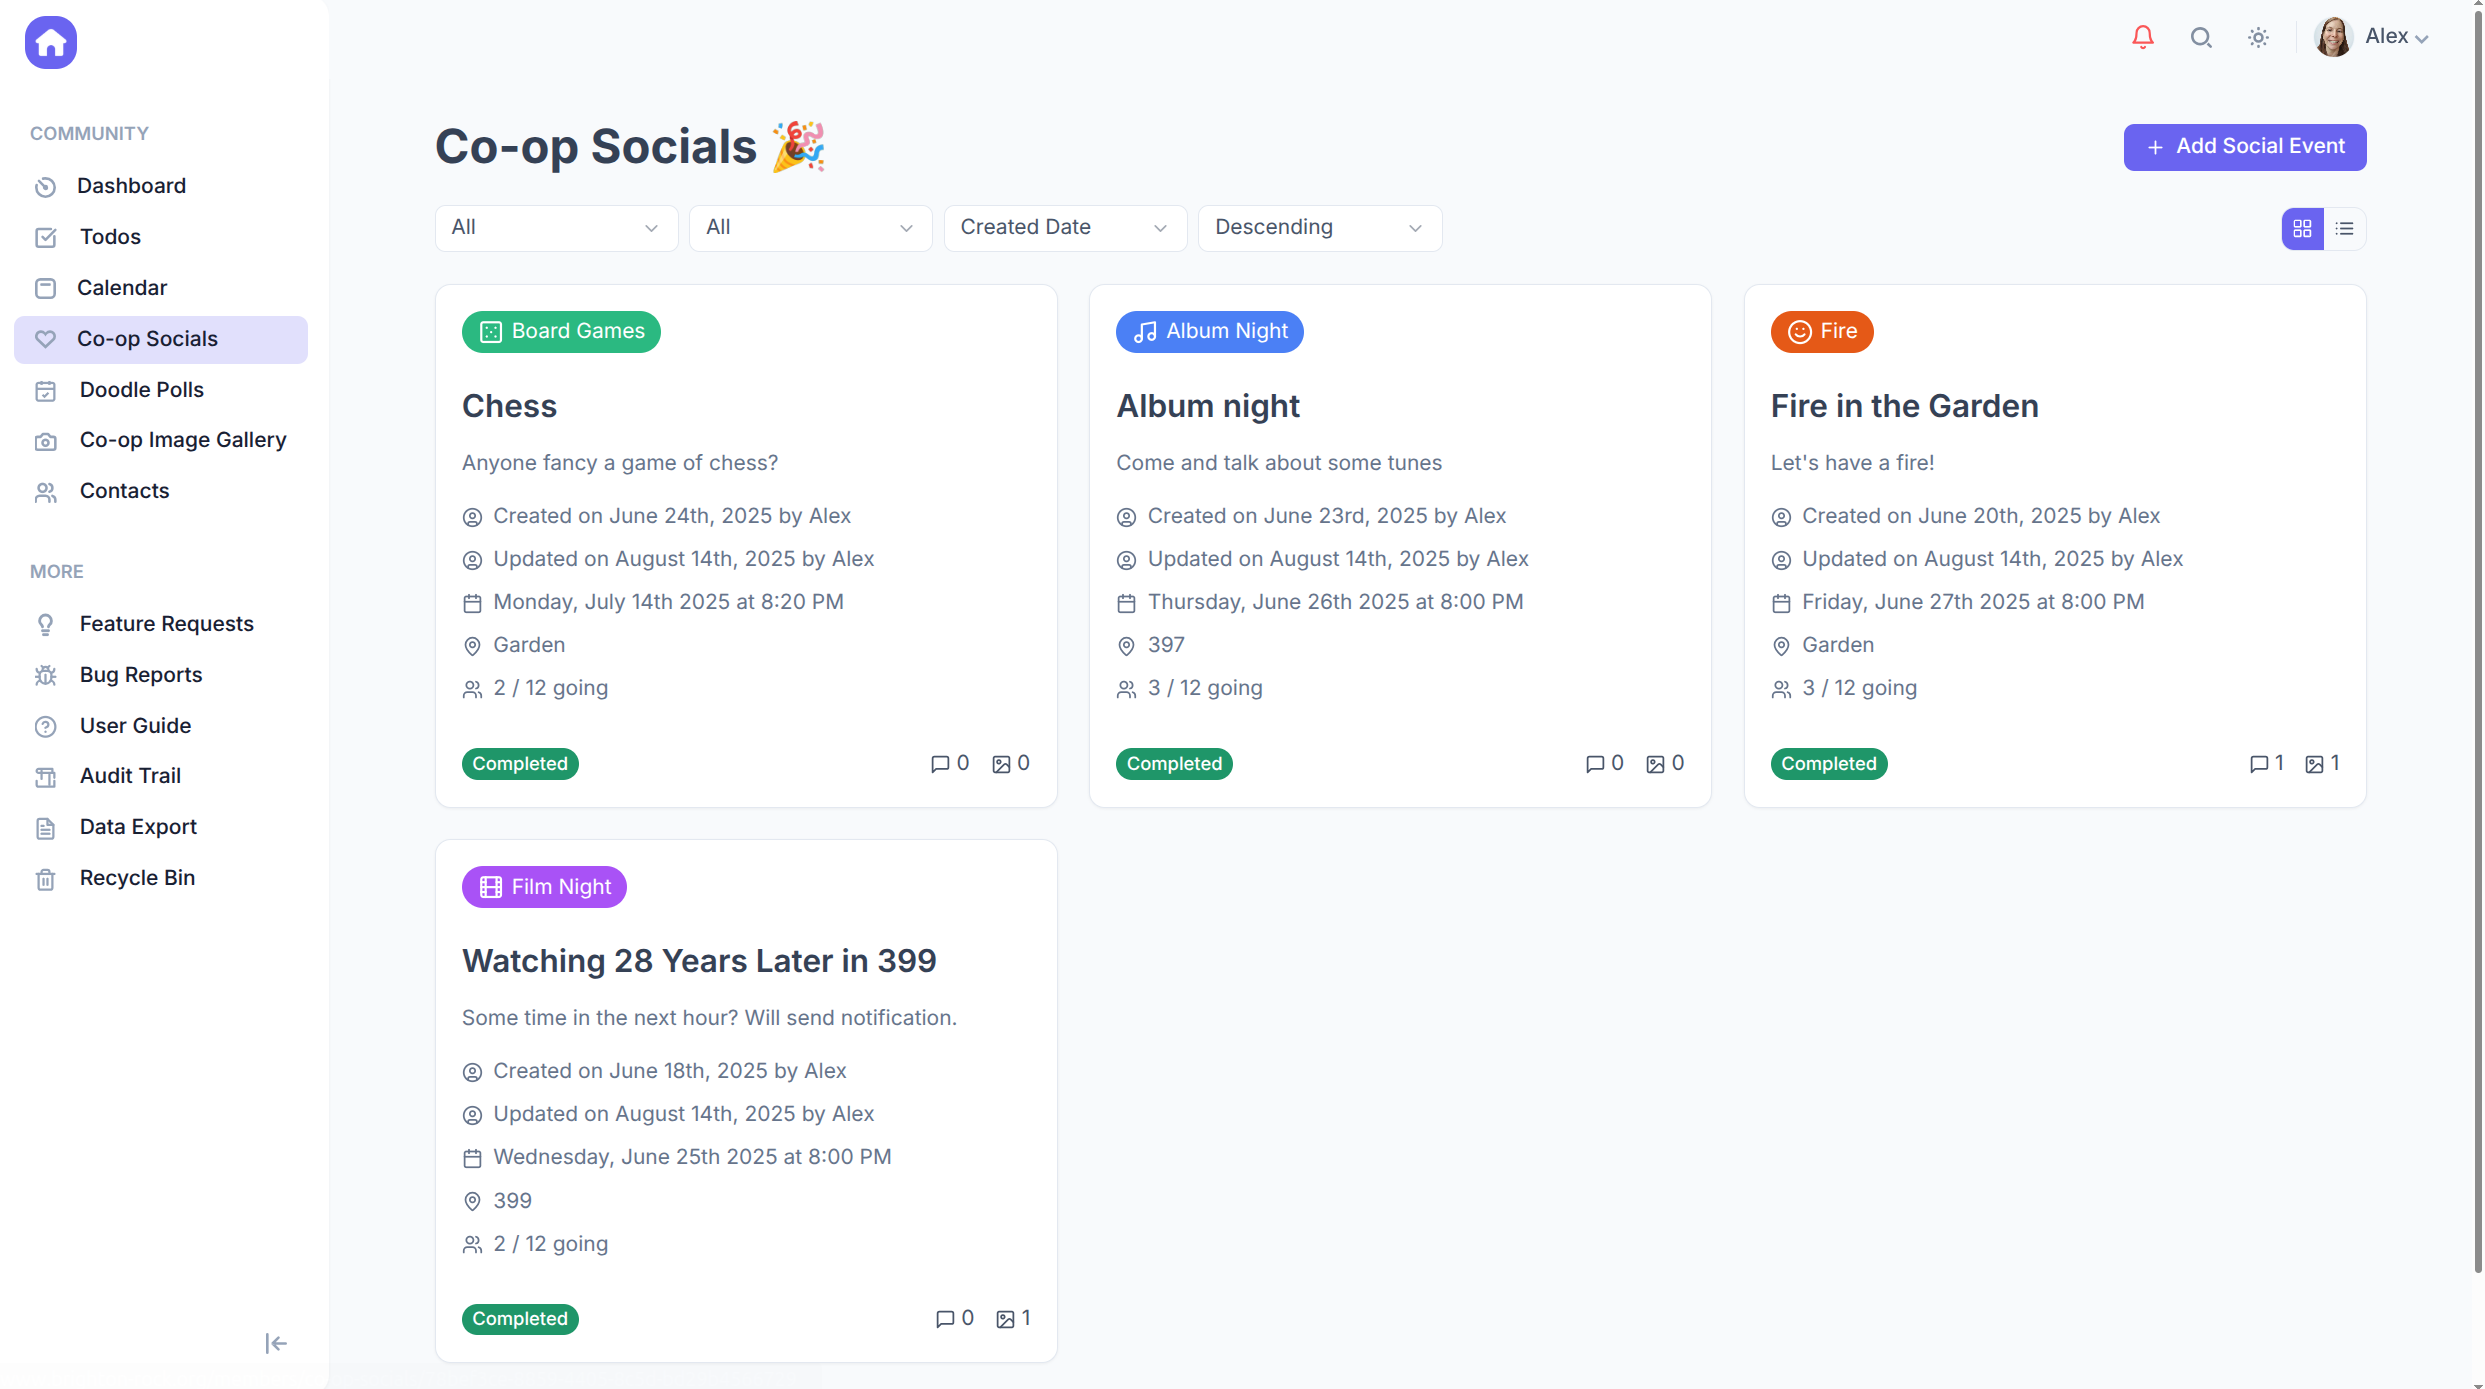 Alex
COMMUNITY
Dashboard
Todos
Calendar
Co-op Socials
Doodle Polls
Co-op Image Gallery
Contacts
MORE
Feature Requests
Bug Reports
User Guide
Audit Trail
Data Export
Recycle Bin
Co-op Socials 🎉
+ Add Social Event
All
All
Created Date
Descending
Board Games
Chess
Anyone fancy a game of chess?
Created on June 24th, 2025 by Alex
Updated on August 14th, 2025 by Alex
Monday, July 14th 2025 at 8:20 PM
Garden
2 / 12 going
Completed
0
0
Album Night
Album night
Come and talk about some tunes
Created on June 23rd, 2025 by Alex
Updated on August 14th, 2025 by Alex
Thursday, June 26th 2025 at 8:00 PM
397
3 / 12 going
Completed
0
0
Fire
Fire in the Garden
Let's have a fire!
Created on June 20th, 2025 by Alex
Updated on August 14th, 2025 by Alex
Friday, June 27th 2025 at 8:00 PM
Garden
3 / 12 going
Completed
1
1
Film Night
Watching 28 Years Later in 399
Some time in the next hour? Will send notification.
Created on June 18th, 2025 by Alex
Updated on August 14th, 2025 by Alex
Wednesday, June 25th 2025 at 8:00 PM
399
2 / 12 going
Completed
0
1